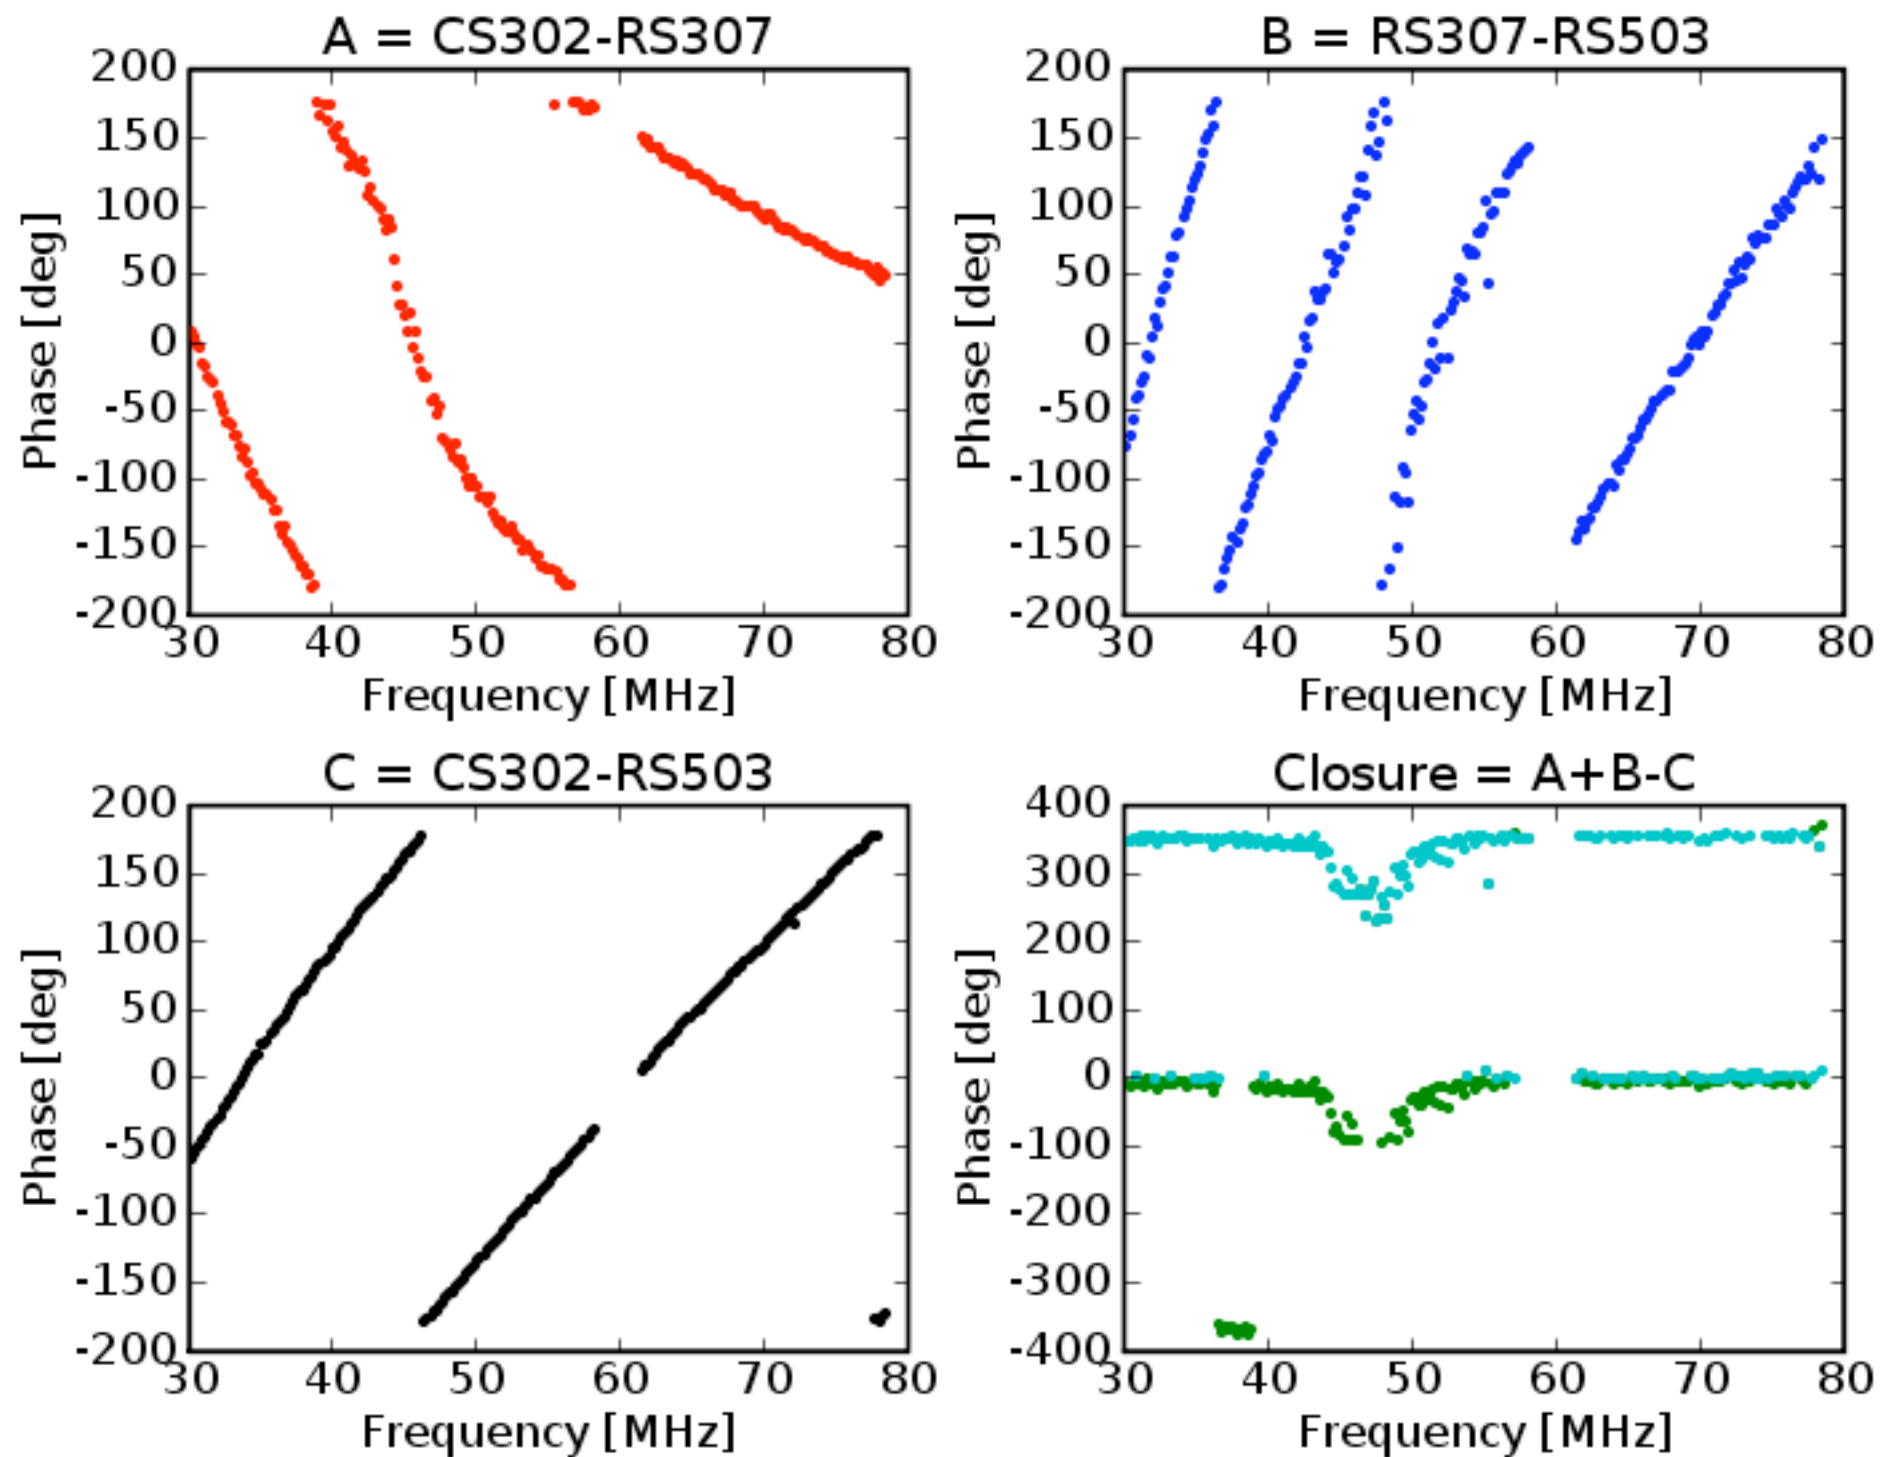 A = CS302-RS307
200
150
100
50
0
-50
-100
-150
-200
Phase [deg]
30 40 50 60 70 80
Frequency [MHz]
B = RS307-RS503
200
150
100
50
0
-50
-100
-150
-200
Phase [deg]
30 40 50 60 70 80
Frequency [MHz]
C = CS302-RS503
200
150
100
50
0
-50
-100
-150
-200
Phase [deg]
30 40 50 60 70 80
Frequency [MHz]
Closure = A+B-C
400
300
200
100
0
-100
-200
-300
-400
Phase [deg]
30 40 50 60 70 80
Frequency [MHz]